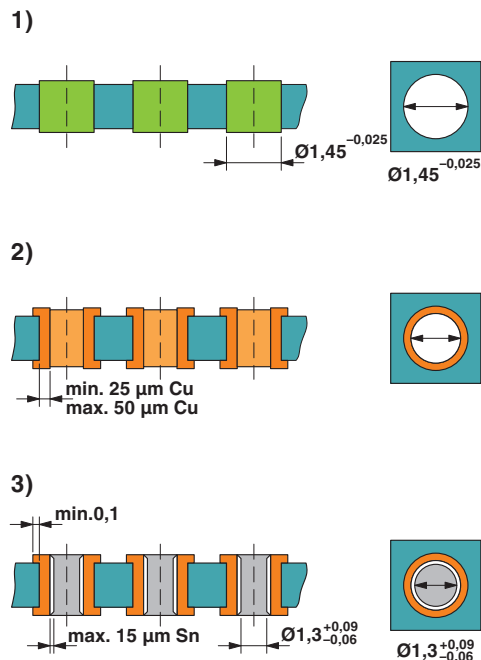 1)
Ø1,45 −0,025
Ø1,45 −0,025
2)
min. 25 µm Cu
max. 50 µm Cu
3)
min.0,1
max. 15 µm Sn
Ø1,3 +0,09 −0,06
Ø1,3 +0,09 −0,06